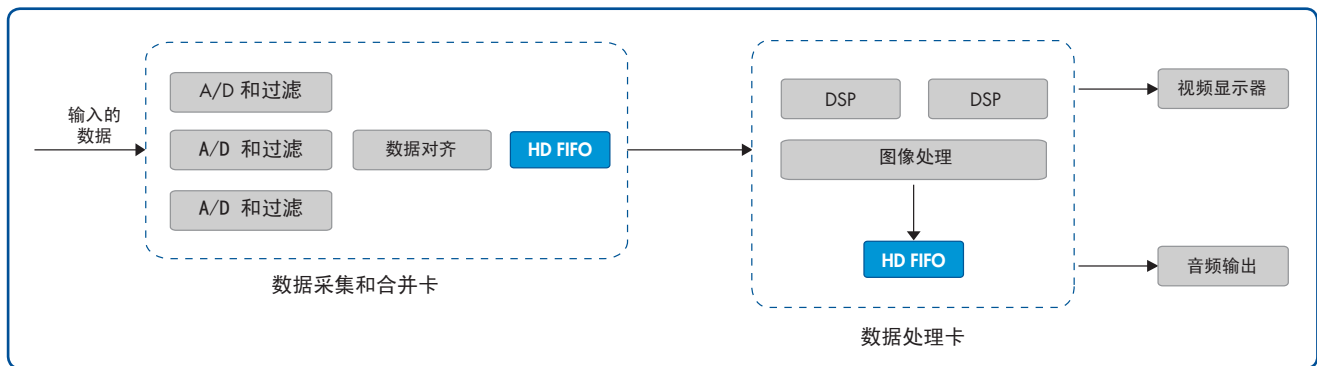 输入的
数据
A/D 和过滤
A/D 和过滤
A/D 和过滤
数据对齐
HD FIFO
数据采集和合并卡
DSP
DSP
图像处理
HD FIFO
数据处理卡
视频显示器
音频输出